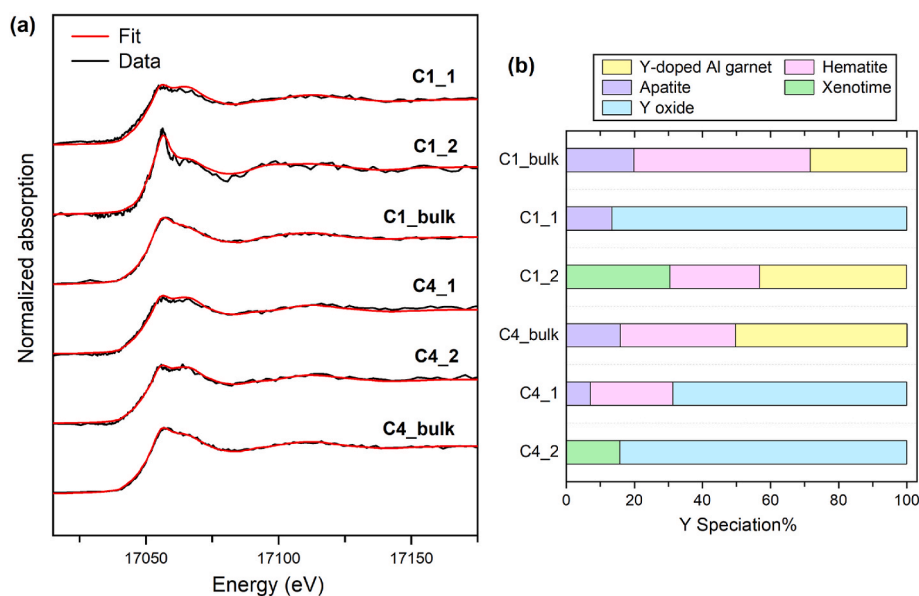 (a)
Fit
Data
C1_1
C1_2
C1_bulk
C4_1
C4_2
C4_bulk
Normalized absorption
17050
17100
17150
Energy (eV)
(b)
Y-doped Al garnet
Hematite
Apatite
Xenotime
Y oxide
C1_bulk
C1_1
C1_2
C4_bulk
C4_1
C4_2
0
20
40
60
80
100
Y Speciation%